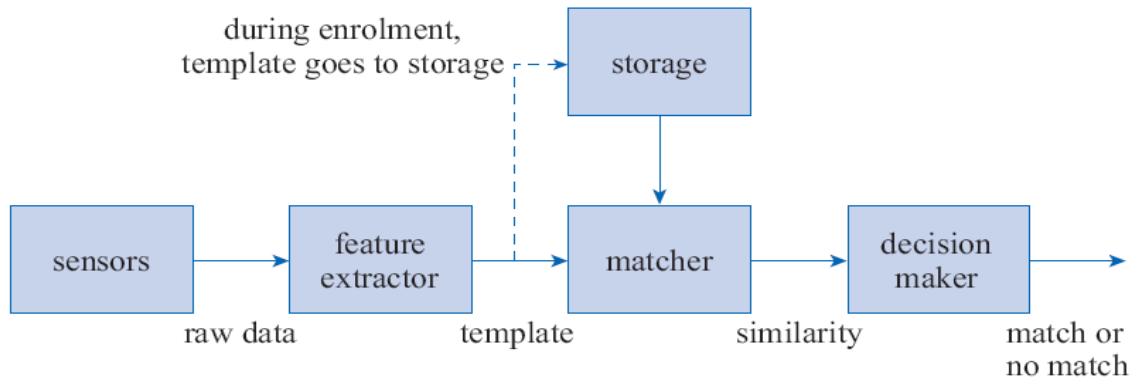 during enrolment,
template goes to storage
storage
sensors
feature
extractor
matcher
decision
maker
raw data
template
similarity
match or
no match